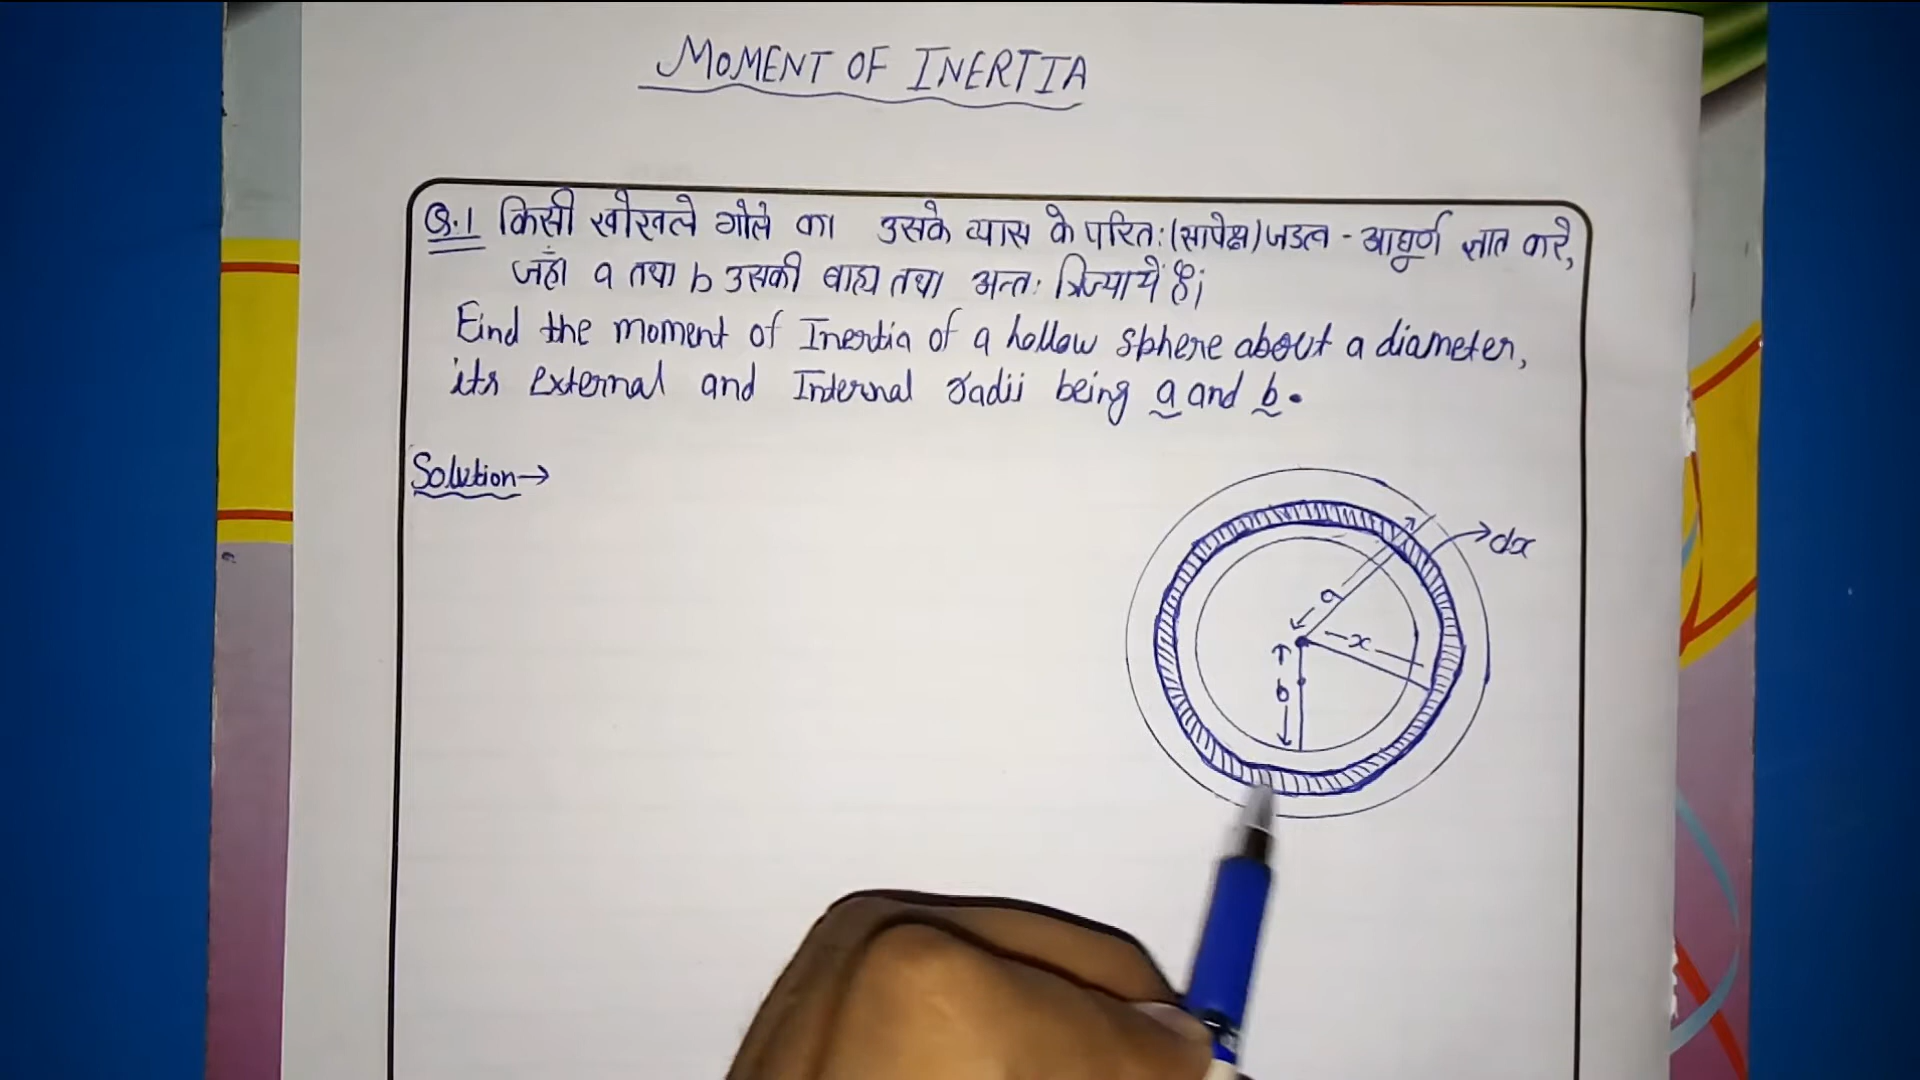 MOMENT OF INERTIA
Q.1 किसी खोखले गोले का उसके व्यास के परित: (सापेक्ष) जडत्व - आघूर्ण ज्ञात करे,
जहाँ a तथा b उसकी बाह्य तथा अन्त: त्रिज्यायें है।
Find the moment of Inertia of a hollow sphere about a diameter,
its external and Internal radii being a and b.
Solution→
dx
a
x
b